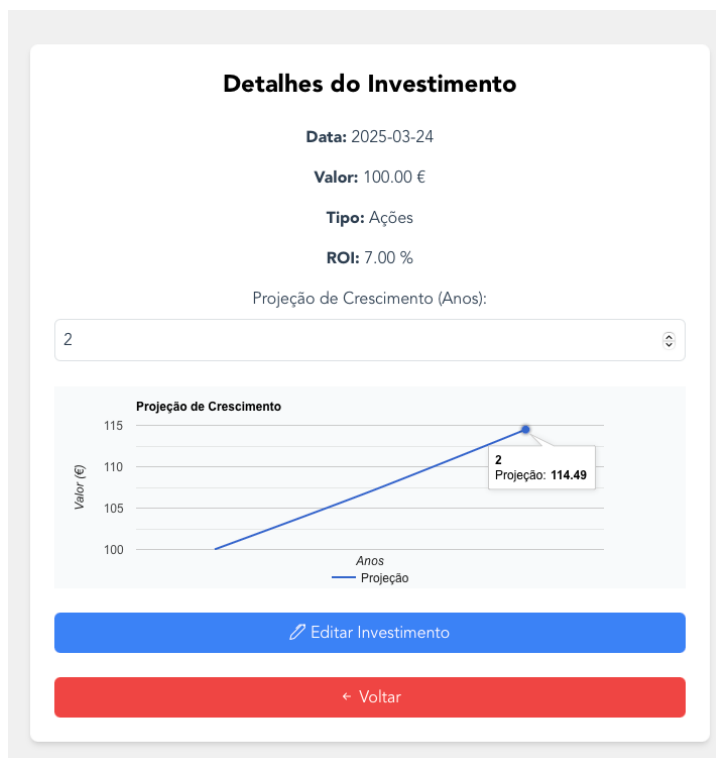 Detalhes do Investimento
Data: 2025-03-24
Valor: 100.00 €
Tipo: Ações
ROI: 7.00 %
Projeção de Crescimento (Anos):
2
Projeção de Crescimento
115
110
105
100
Valor (€)
2
Projeção: 114.49
Anos
Projeção
Editar Investimento
← Voltar